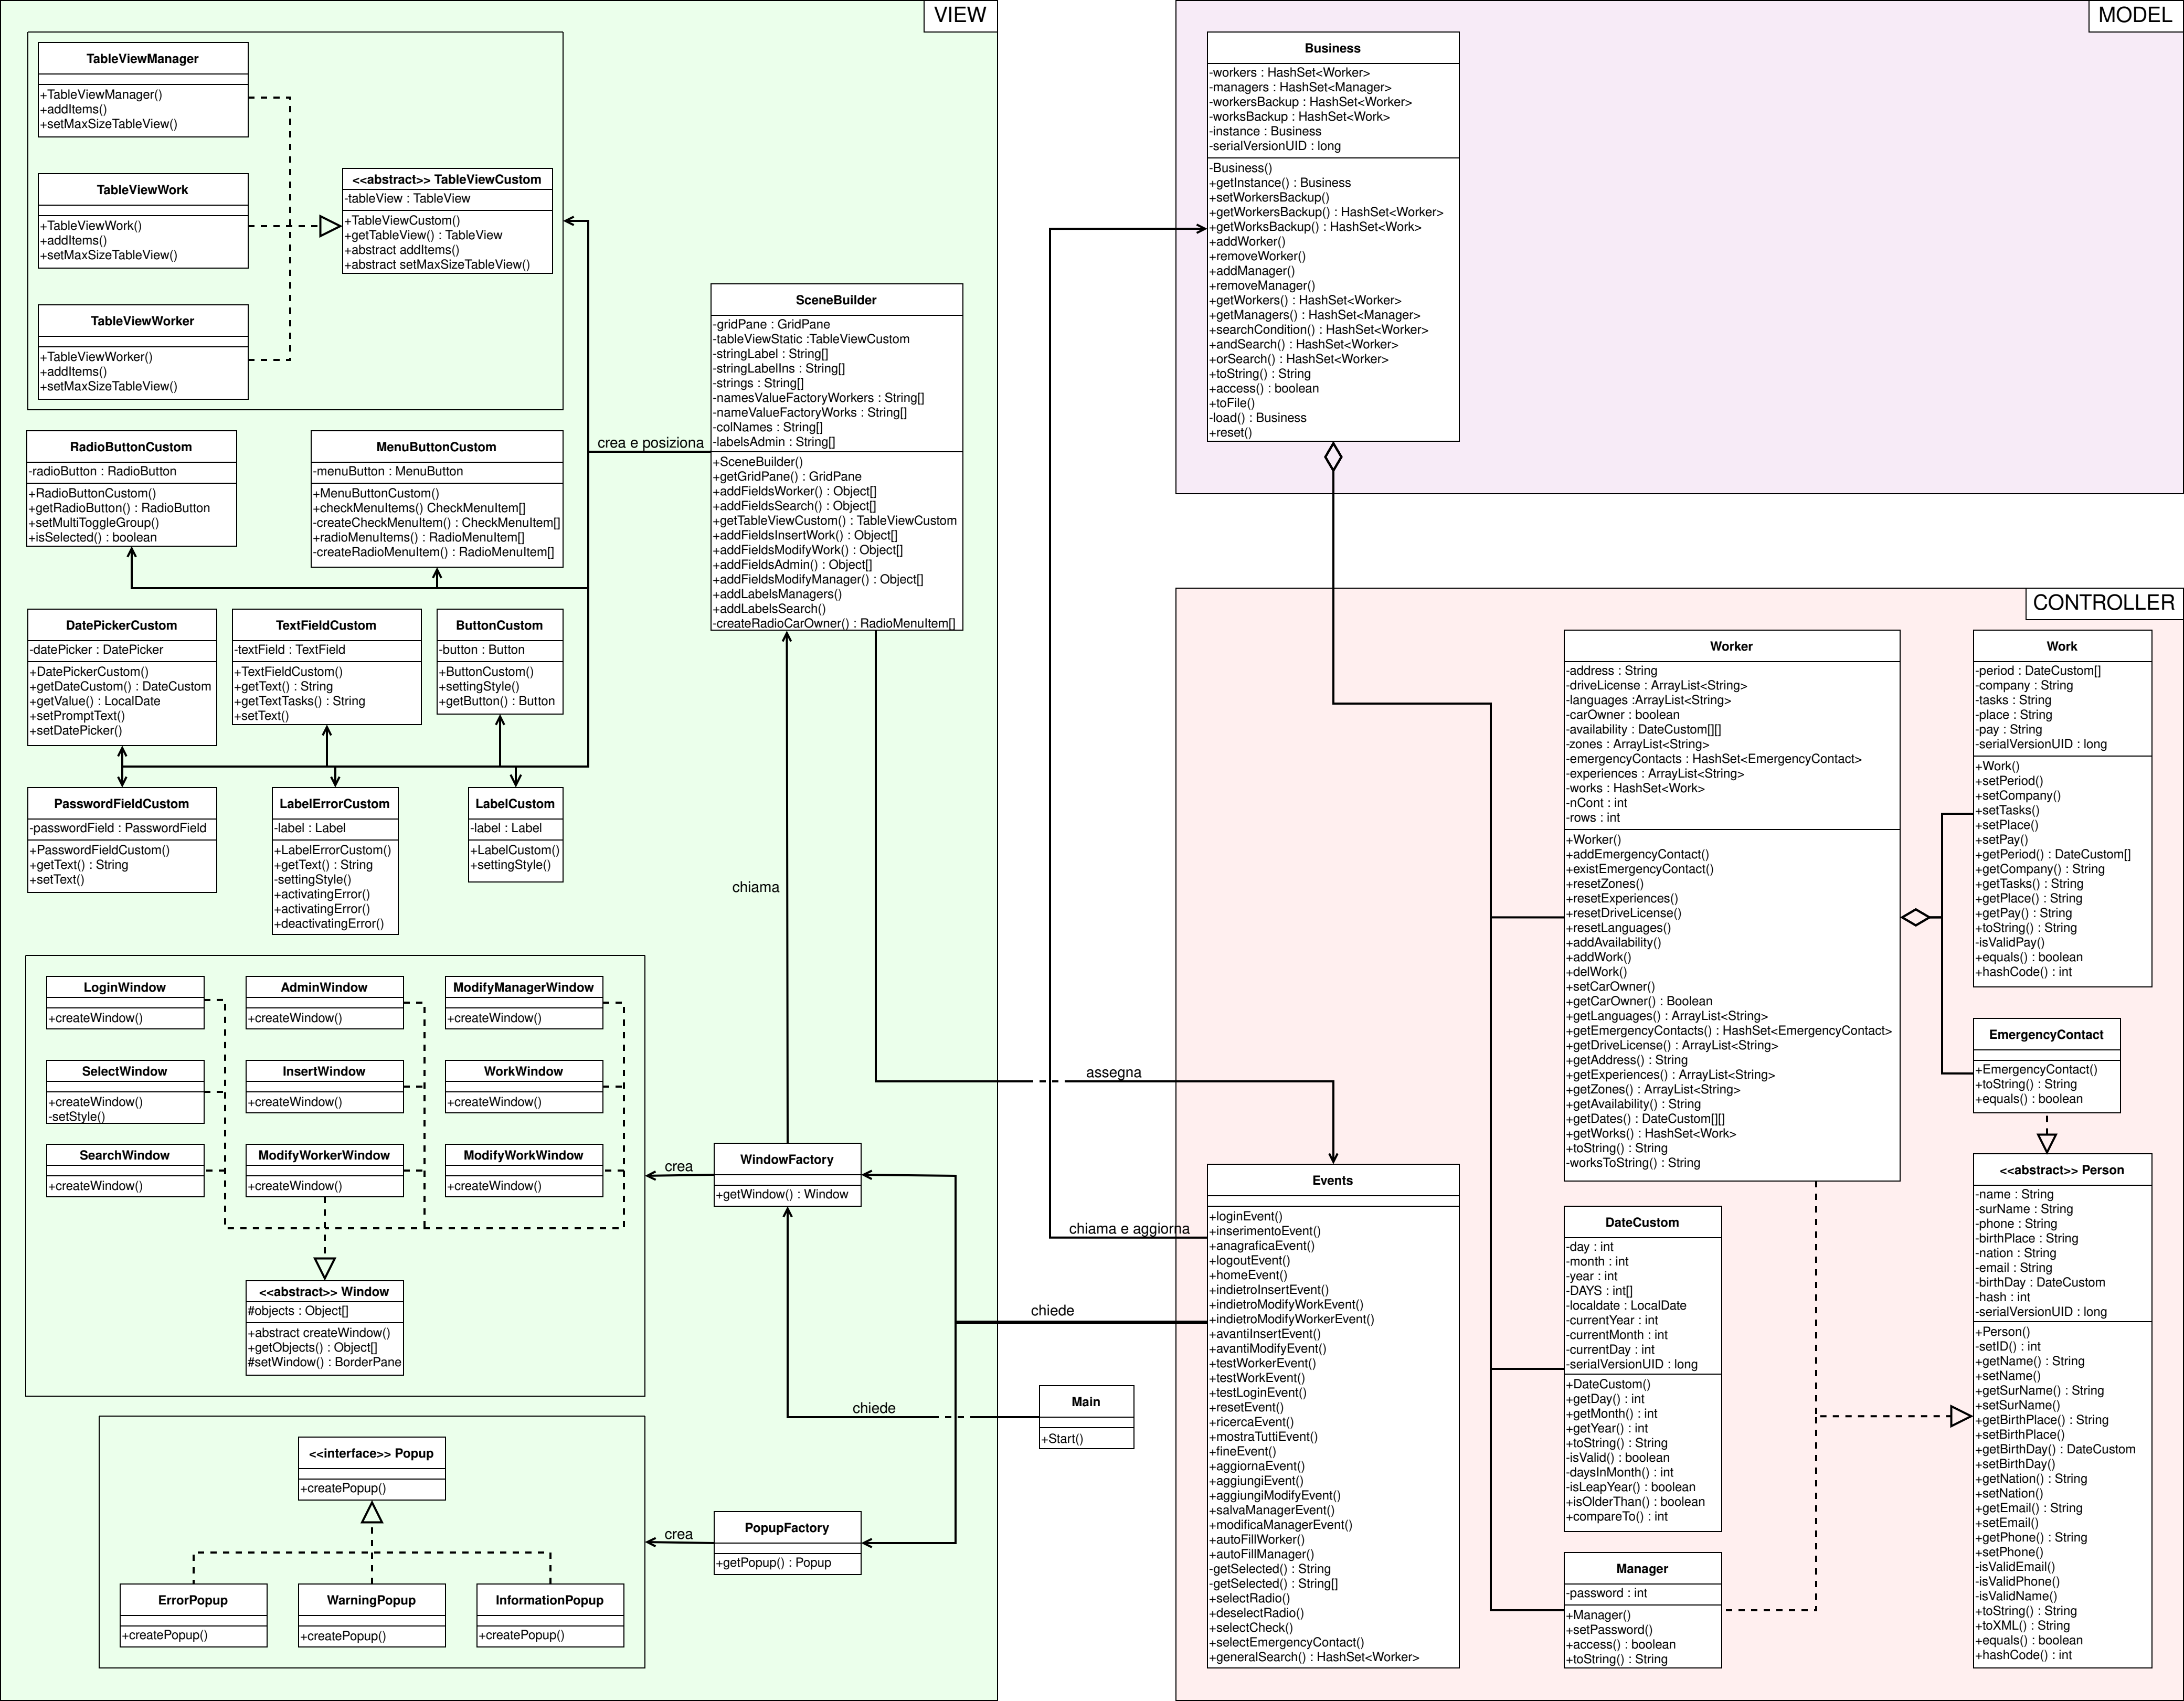 VIEW
TableViewManager
+TableViewManager()
+addItems()
+setMaxSizeTableView()
TableViewWork
+TableViewWork()
+addItems()
+setMaxSizeTableView()
TableViewWorker
+TableViewWorker()
+addItems()
+setMaxSizeTableView()
<<abstract>> TableViewCustom
-tableView : TableView
+TableViewCustom()
+getTableView() : TableView
+abstract addItems()
+abstract setMaxSizeTableView()
SceneBuilder
-gridPane : GridPane
-tableViewStatic :TableViewCustom
-stringLabel : String[]
-stringLabelIns : String[]
-strings : String[]
-namesValueFactoryWorkers : String[]
-nameValueFactoryWorks : String[]
-colNames : String[]
-labelsAdmin : String[]
+SceneBuilder()
+getGridPane() : GridPane
+addFieldsWorker() : Object[]
+addFieldsSearch() : Object[]
+getTableViewCustom() : TableViewCustom
+addFieldsInsertWork() : Object[]
+addFieldsModifyWork() : Object[]
+addFieldsAdmin() : Object[]
+addFieldsModifyManager() : Object[]
+addLabelsManagers()
+addLabelsSearch()
-createRadioCarOwner() : RadioMenuItem[]
crea e posiziona
RadioButtonCustom
-radioButton : RadioButton
+RadioButtonCustom()
+getRadioButton() : RadioButton
+setMultiToggleGroup()
+isSelected() : boolean
MenuButtonCustom
-menuButton : MenuButton
+MenuButtonCustom()
+checkMenuItems() CheckMenuItem[]
-createCheckMenuItem() : CheckMenuItem[]
+radioMenuItems() : RadioMenuItem[]
-createRadioMenuItem() : RadioMenuItem[]
DatePickerCustom
-datePicker : DatePicker
+DatePickerCustom()
+getDateCustom() : DateCustom
+getValue() : LocalDate
+setPromptText()
+setDatePicker()
TextFieldCustom
-textField : TextField
+TextFieldCustom()
+getText() : String
+getTextTasks() : String
+setText()
ButtonCustom
-button : Button
+ButtonCustom()
+settingStyle()
+getButton() : Button
PasswordFieldCustom
-passwordField : PasswordField
+PasswordFieldCustom()
+getText() : String
+setText()
LabelErrorCustom
-label : Label
+LabelErrorCustom()
+getText() : String
-settingStyle()
+activatingError()
+activatingError()
+deactivatingError()
LabelCustom
-label : Label
+LabelCustom()
+settingStyle()
chiama
LoginWindow
+createWindow()
AdminWindow
+createWindow()
ModifyManagerWindow
+createWindow()
SelectWindow
+createWindow()
-setStyle()
InsertWindow
+createWindow()
WorkWindow
+createWindow()
SearchWindow
+createWindow()
ModifyWorkerWindow
+createWindow()
ModifyWorkWindow
+createWindow()
<<abstract>> Window
#objects : Object[]
+abstract createWindow()
+getObjects() : Object[]
#setWindow() : BorderPane
crea
WindowFactory
+getWindow() : Window
<<interface>> Popup
+createPopup()
ErrorPopup
+createPopup()
WarningPopup
+createPopup()
InformationPopup
+createPopup()
crea
PopupFactory
+getPopup() : Popup
assegna
chiama e aggiorna
chiede
chiede
Main
+Start()
MODEL
Business
-workers : HashSet<Worker>
-managers : HashSet<Manager>
-workersBackup : HashSet<Worker>
-worksBackup : HashSet<Work>
-instance : Business
-serialVersionUID : long
-Business()
+getInstance() : Business
+setWorkersBackup()
+getWorkersBackup() : HashSet<Worker>
+getWorksBackup() : HashSet<Work>
+addWorker()
+removeWorker()
+addManager()
+removeManager()
+getWorkers() : HashSet<Worker>
+getManagers() : HashSet<Manager>
+searchCondition() : HashSet<Worker>
+andSearch() : HashSet<Worker>
+orSearch() : HashSet<Worker>
+toString() : String
+access() : boolean
+toFile()
-load() : Business
+reset()
CONTROLLER
Events
+loginEvent()
+inserimentoEvent()
+anagraficaEvent()
+logoutEvent()
+homeEvent()
+indietroInsertEvent()
+indietroModifyWorkEvent()
+indietroModifyWorkerEvent()
+avantiInsertEvent()
+avantiModifyEvent()
+testWorkerEvent()
+testWorkEvent()
+testLoginEvent()
+resetEvent()
+ricercaEvent()
+mostraTuttiEvent()
+fineEvent()
+aggiornaEvent()
+aggiungiEvent()
+aggiungiModifyEvent()
+salvaManagerEvent()
+modificaManagerEvent()
+autoFillWorker()
+autoFillManager()
-getSelected() : String
-getSelected() : String[]
+selectRadio()
+deselectRadio()
+selectCheck()
+selectEmergencyContact()
+generalSearch() : HashSet<Worker>
Worker
-address : String
-driveLicense : ArrayList<String>
-languages :ArrayList<String>
-carOwner : boolean
-availability : DateCustom[][]
-zones : ArrayList<String>
-emergencyContacts : HashSet<EmergencyContact>
-experiences : ArrayList<String>
-works : HashSet<Work>
-nCont : int
-rows : int
+Worker()
+addEmergencyContact()
+existEmergencyContact()
+resetZones()
+resetExperiences()
+resetDriveLicense()
+resetLanguages()
+addAvailability()
+addWork()
+delWork()
+setCarOwner()
+getCarOwner() : Boolean
+getLanguages() : ArrayList<String>
+getEmergencyContacts() : HashSet<EmergencyContact>
+getDriveLicense() : ArrayList<String>
+getAddress() : String
+getExperiences() : ArrayList<String>
+getZones() : ArrayList<String>
+getAvailability() : String
+getDates() : DateCustom[][]
+getWorks() : HashSet<Work>
+toString() : String
-worksToString() : String
DateCustom
-day : int
-month : int
-year : int
-DAYS : int[]
-localdate : LocalDate
-currentYear : int
-currentMonth : int
-currentDay : int
-serialVersionUID : long
+DateCustom()
+getDay() : int
+getMonth() : int
+getYear() : int
+toString() : String
-isValid() : boolean
-daysInMonth() : int
-isLeapYear() : boolean
+isOlderThan() : boolean
+compareTo() : int
Manager
-password : int
+Manager()
+setPassword()
+access() : boolean
+toString() : String
Work
-period : DateCustom[]
-company : String
-tasks : String
-place : String
-pay : String
-serialVersionUID : long
+Work()
+setPeriod()
+setCompany()
+setTasks()
+setPlace()
+setPay()
+getPeriod() : DateCustom[]
+getCompany() : String
+getTasks() : String
+getPlace() : String
+getPay() : String
+toString() : String
-isValidPay()
+equals() : boolean
+hashCode() : int
EmergencyContact
+EmergencyContact()
+toString() : String
+equals() : boolean
<<abstract>> Person
-name : String
-surName : String
-phone : String
-birthPlace : String
-nation : String
-email : String
-birthDay : DateCustom
-hash : int
-serialVersionUID : long
+Person()
-setID() : int
+getName() : String
+setName()
+getSurName() : String
+setSurName()
+getBirthPlace() : String
+setBirthPlace()
+getBirthDay() : DateCustom
+setBirthDay()
+getNation() : String
+setNation()
+getEmail() : String
+setEmail()
+getPhone() : String
+setPhone()
-isValidEmail()
-isValidPhone()
-isValidName()
+toString() : String
+toXML() : String
+equals() : boolean
+hashCode() : int